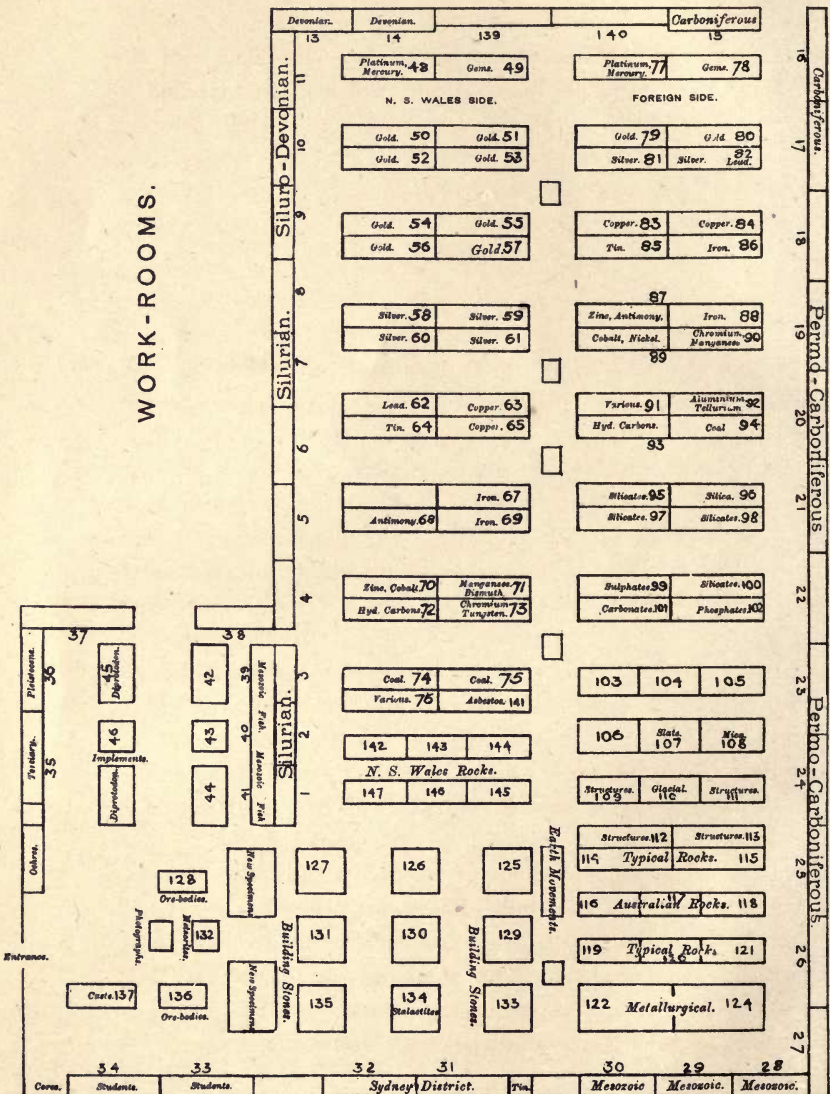 Devonian. Devonian. Carboniferous
13 14 139 140 15
16 Carboniferous.
WORK-ROOMS.
Siluro-Devonian.
11
Platinum, Mercury. 48 Gems. 49 Platinum, Mercury. 77 Gems. 78
N. S. WALES SIDE. FOREIGN SIDE.
10
Gold. 50 Gold. 51 Gold. 79 Gold 80
17
Gold. 52 Gold. 53 Silver. 81 Silver. Lead. 82
9
Gold. 54 Gold. 55 Copper. 83 Copper. 84
18
Gold. 56 Gold. 57 Tin. 85 Iron. 86
8
Silurian.
87
Silver. 58 Silver. 59 Zinc, Antimony, Iron. 88
19
Permo-Carboniferous
Silver. 60 Silver. 61 Cobalt, Nickel. Chromium Manganese 90
7
89
Lead. 62 Copper. 63 Various. 91 Aluminium, Tellurium 92
20
Tin. 64 Copper. 65 Hyd. Carbons. Coal 94
6
93
Iron. 67 Silicates. 95 Silica. 96
21
5
Antimony. 68 Iron. 69 Silicates. 97 Silicates. 98
4
Zinc, Cobalt. 70 Manganese. Bismuth 71 Sulphates. 99 Silicates. 100
22
Hyd. Carbons. 72 Chromium Tungsten. 73 Carbonates. 101 Phosphates. 102
37 38
Pleistocene. 36
45 Diprotodon.
42
39 Mesozoic Fish.
3
Coal. 74 Coal. 75 103 104 105
23
Various. 76 Asbestos. 141
Permo-Carboniferous.
Tertiary. 35
46
Implements.
43
40
Silurian.
2
142 143 144 106 Slate. 107 Mica 108
N. S. Wales Rocks.
Diprotodon.
44
41 Mesozoic Fish
1
147 146 145 Structures. 109 Glacial. 110 Structures. 111
24
Ochres.
Structures. 112 Structures. 113
114 Typical Rocks. 115
25
128
Ore-bodies.
New Specimens
127 126 125
Earth Movements.
116 Australian Rocks. 117 118
Entrance.
Photographs.
Meteorites. 132
Building Stones.
131 130
Building Stones.
129
119 Typical Rocks. 120 121
26
Casts. 137 136
Ore-bodies.
New Specimens
135 134 Stalactites 133
122 Metallurgical. 124
27
34 33 32 31 30 29 28
Cores. Students. Students. Sydney District. Tin. Mesozoic Mesozoic. Mesozoic.